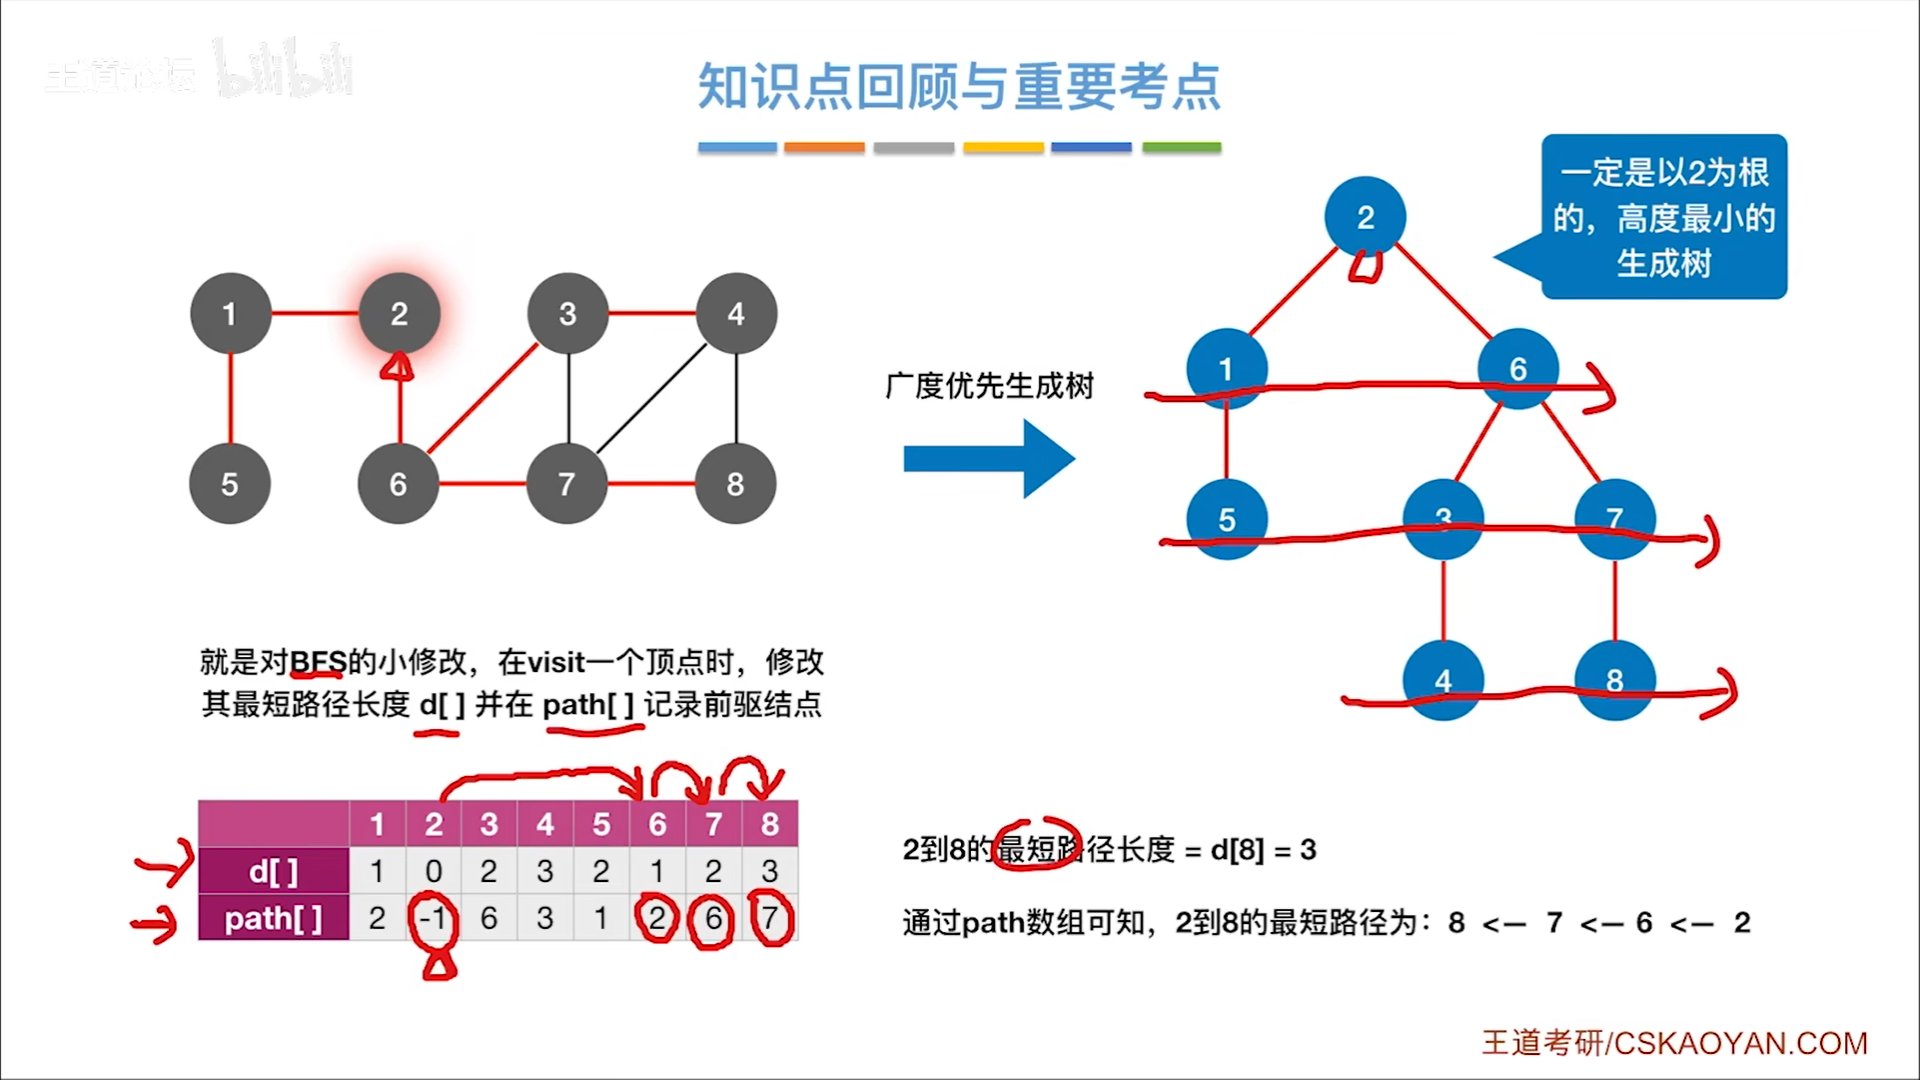 王道论坛 bilibili
知识点回顾与重要考点
一定是以2为根
的，高度最小的
生成树
2
1 2 3 4
1 6
广度优先生成树
5 6 7 8
5 3 7
4 8
就是对BFS的小修改，在visit一个顶点时，修改
其最短路径长度 d[ ] 并在 path[ ] 记录前驱结点
1 2 3 4 5 6 7 8
d[ ] 1 0 2 3 2 1 2 3
path[ ] 2 -1 6 3 1 2 6 7
2到8的最短路径长度 = d[8] = 3
通过path数组可知，2到8的最短路径为：8 <— 7 <— 6 <— 2
王道考研/CSKAOYAN.COM